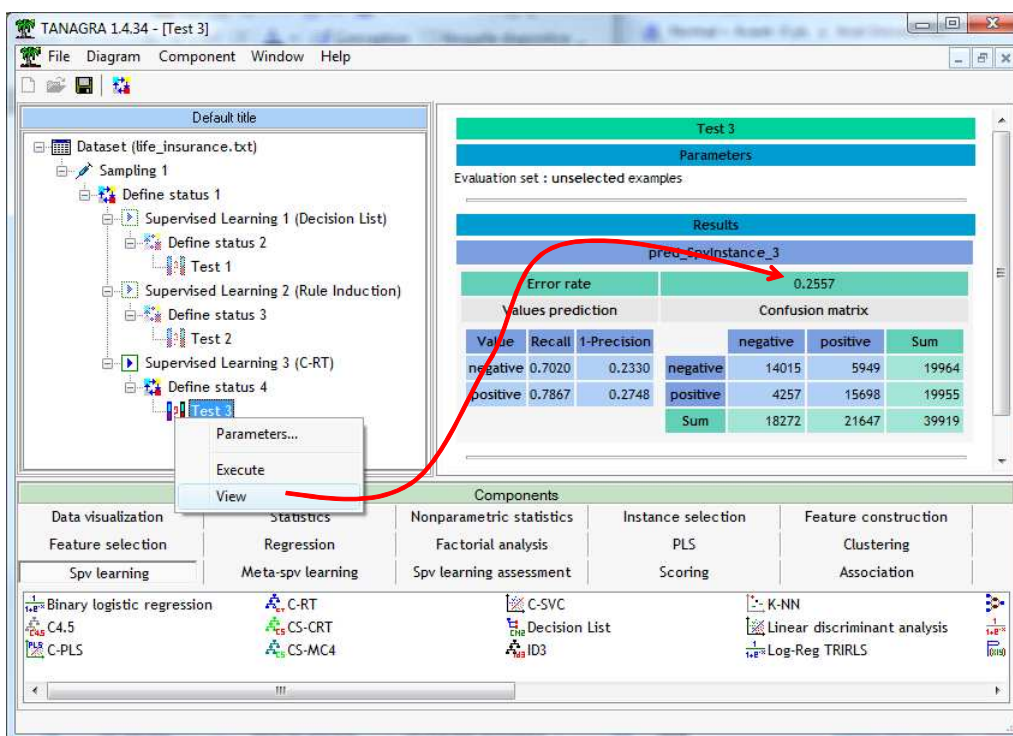 TANAGRA 1.4.34 - [Test 3]
File Diagram Component Window Help
Default title
Dataset (life_insurance.txt)
Sampling 1
Define status 1
Supervised Learning 1 (Decision List)
Define status 2
Test 1
Supervised Learning 2 (Rule Induction)
Define status 3
Test 2
Supervised Learning 3 (C-RT)
Define status 4
Test 3
Parameters...
Execute
View
Test 3
Parameters
Evaluation set : unselected examples
Results
pred_SpvInstance_3
Error rate 0.2557
Values prediction Confusion matrix
Value Recall 1-Precision negative positive Sum
negative 0.7020 0.2330 negative 14015 5949 19964
positive 0.7867 0.2748 positive 4257 15698 19955
Sum 18272 21647 39919
Components
Data visualization Statistics Nonparametric statistics Instance selection Feature construction
Feature selection Regression Factorial analysis PLS Clustering
Spv learning Meta-spv learning Spv learning assessment Scoring Association
Binary logistic regression C-RT C-SVC K-NN
C4.5 CS-CRT Decision List Linear discriminant analysis
C-PLS CS-MC4 ID3 Log-Reg TRIRLS